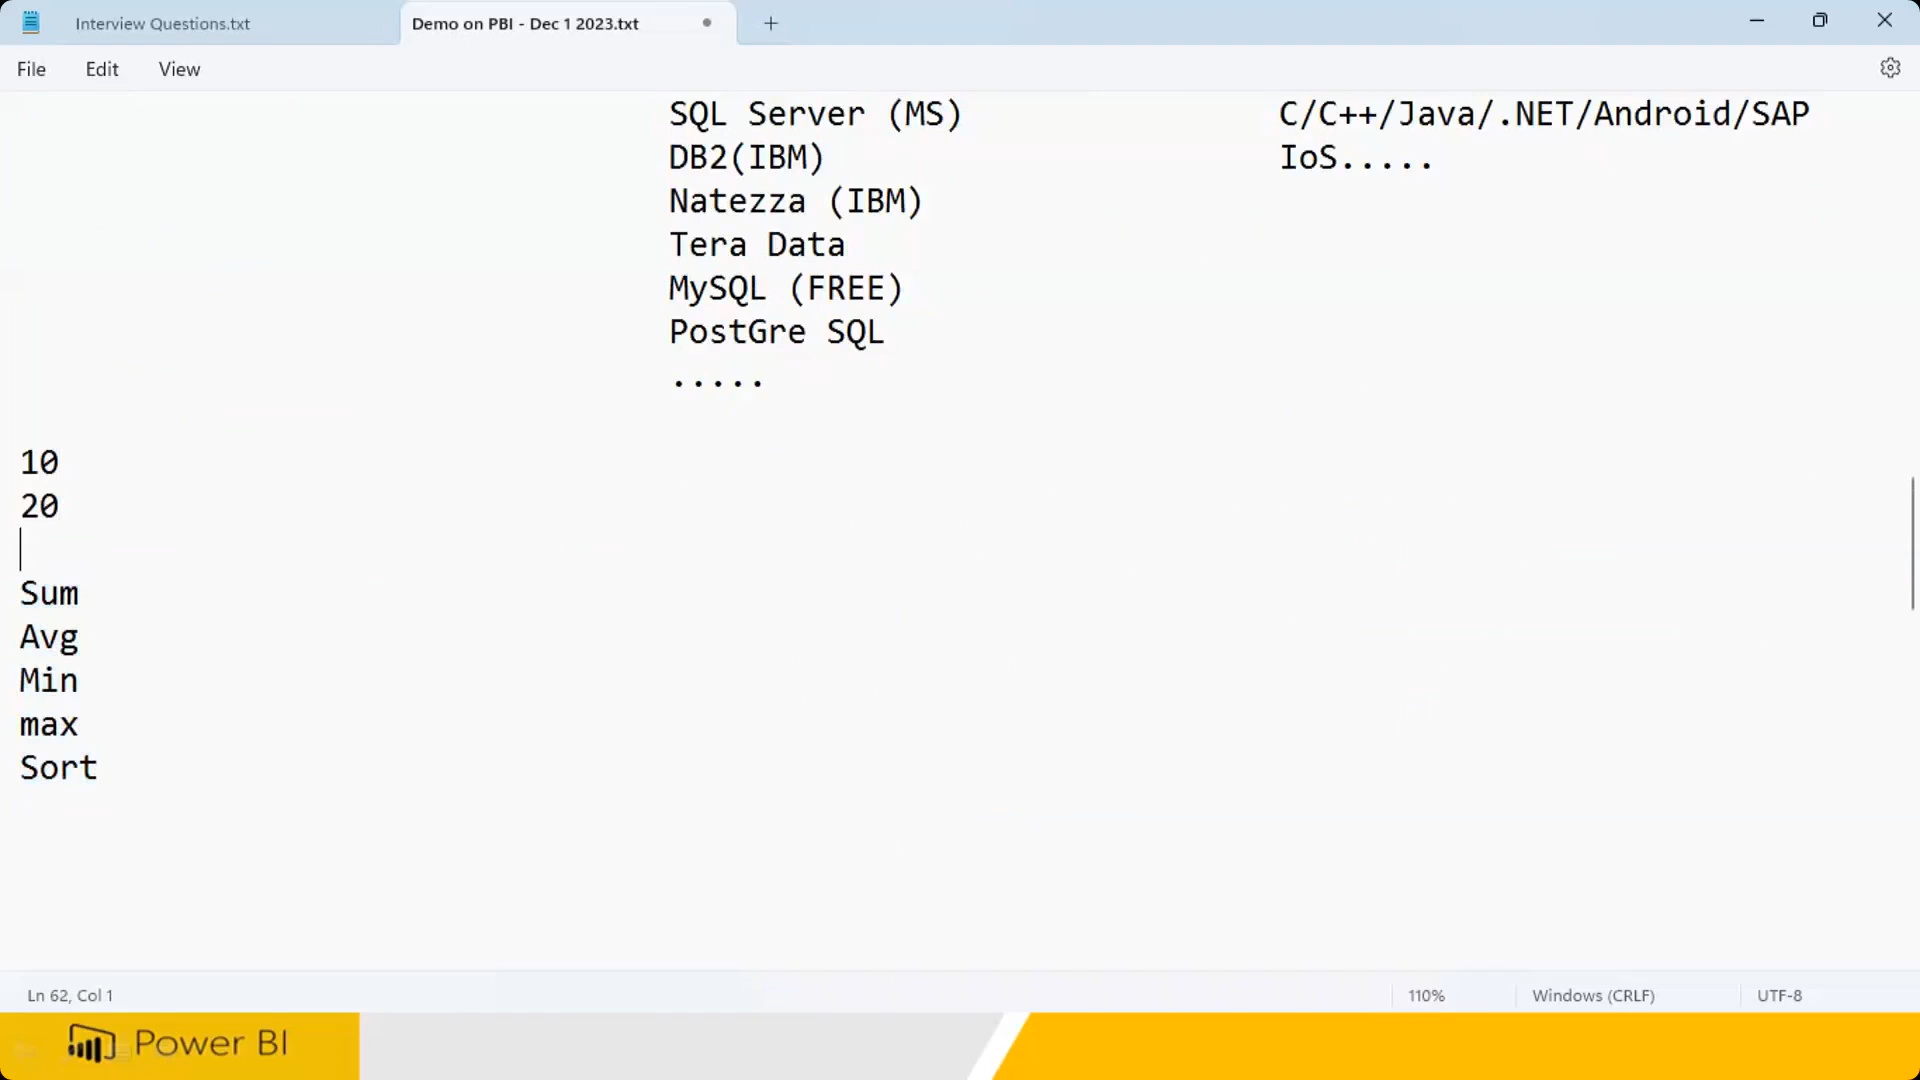 Interview Questions.txt
Demo on PBI - Dec 1 2023.txt
File Edit View
SQL Server (MS) C/C++/Java/.NET/Android/SAP
DB2(IBM) IoS.....
Natezza (IBM)
Tera Data
MySQL (FREE)
PostGre SQL
.....
10
20
Sum
Avg
Min
max
Sort
Ln 62, Col 1 110% Windows (CRLF) UTF-8
Power BI